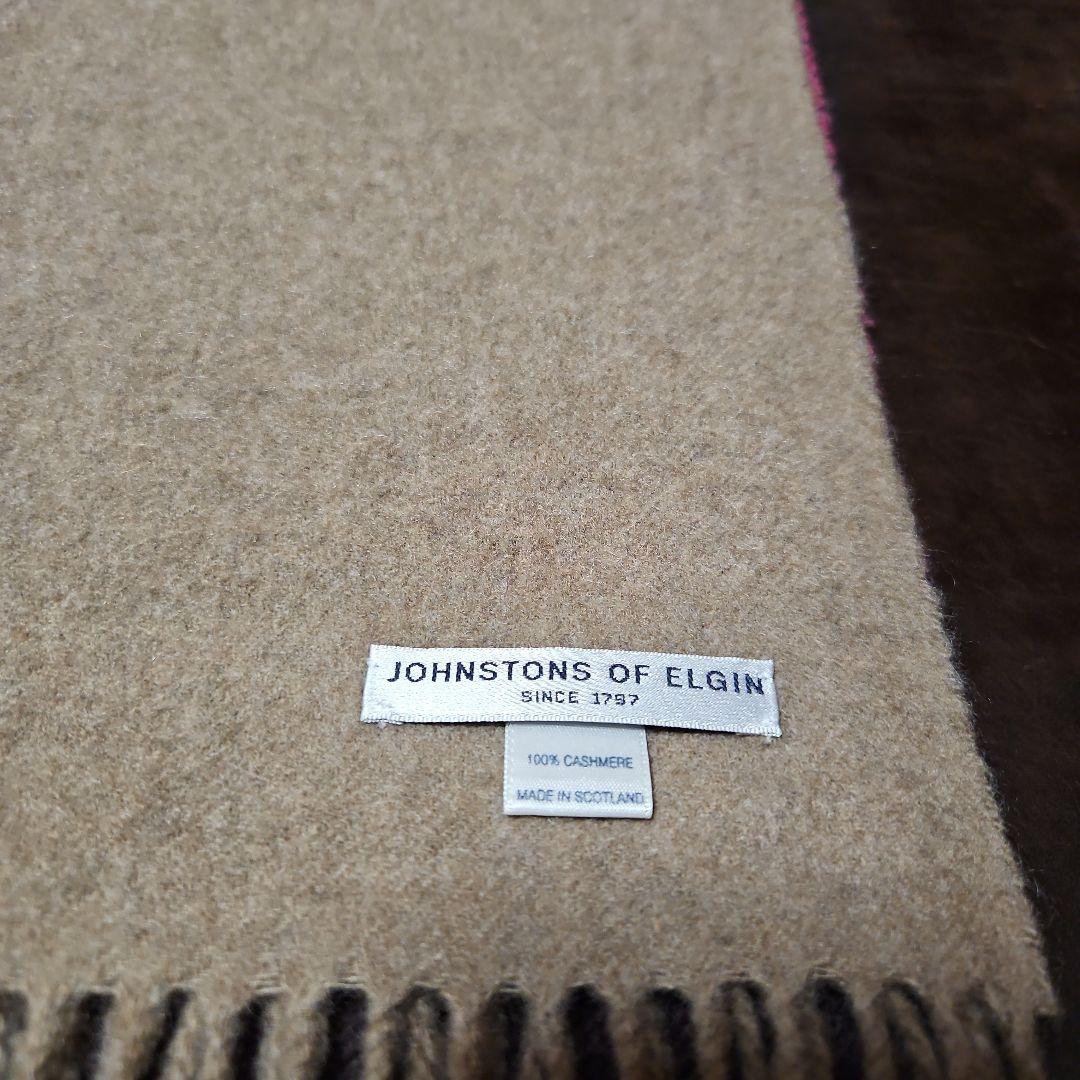 JOHNSTONS OF ELGIN
SINCE 1797
100% CASHMERE
MADE IN SCOTLAND